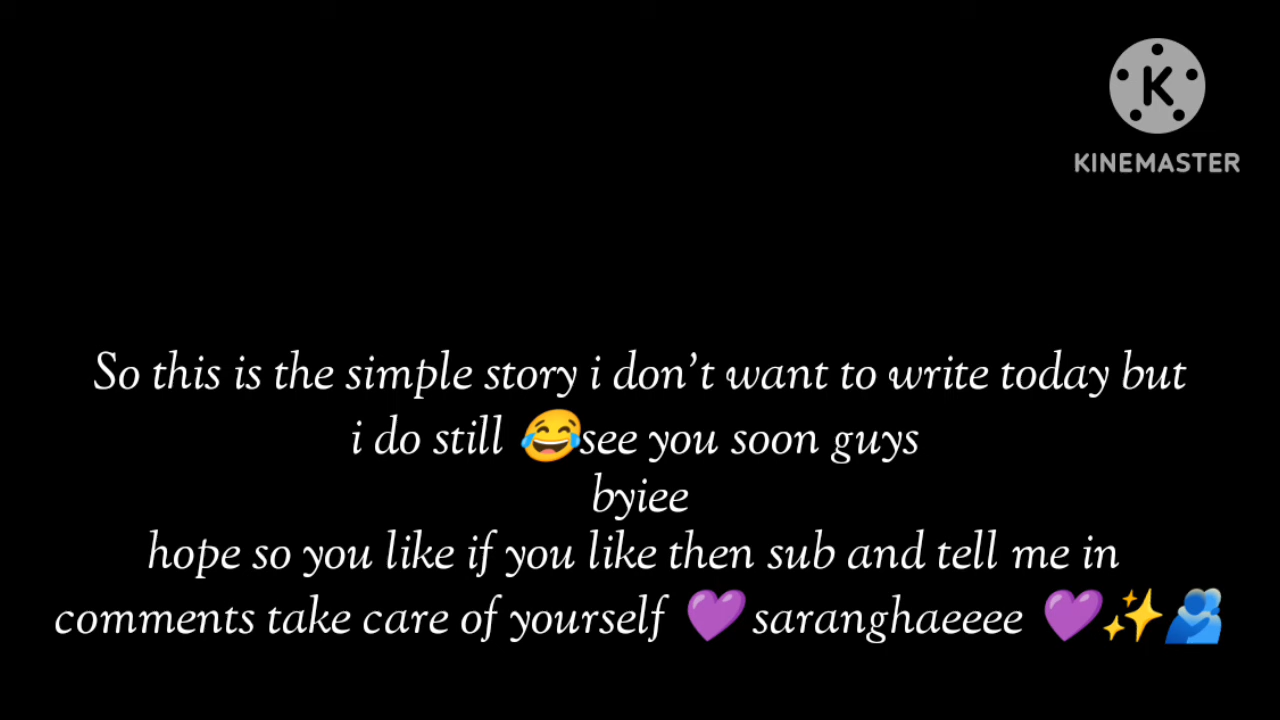 K
KINEMASTER
So this is the simple story i don't want to write today but
i do still 😂see you soon guys
byiee
hope so you like if you like then sub and tell me in
comments take care of yourself 💜 saranghaeeee 💜✨🫂